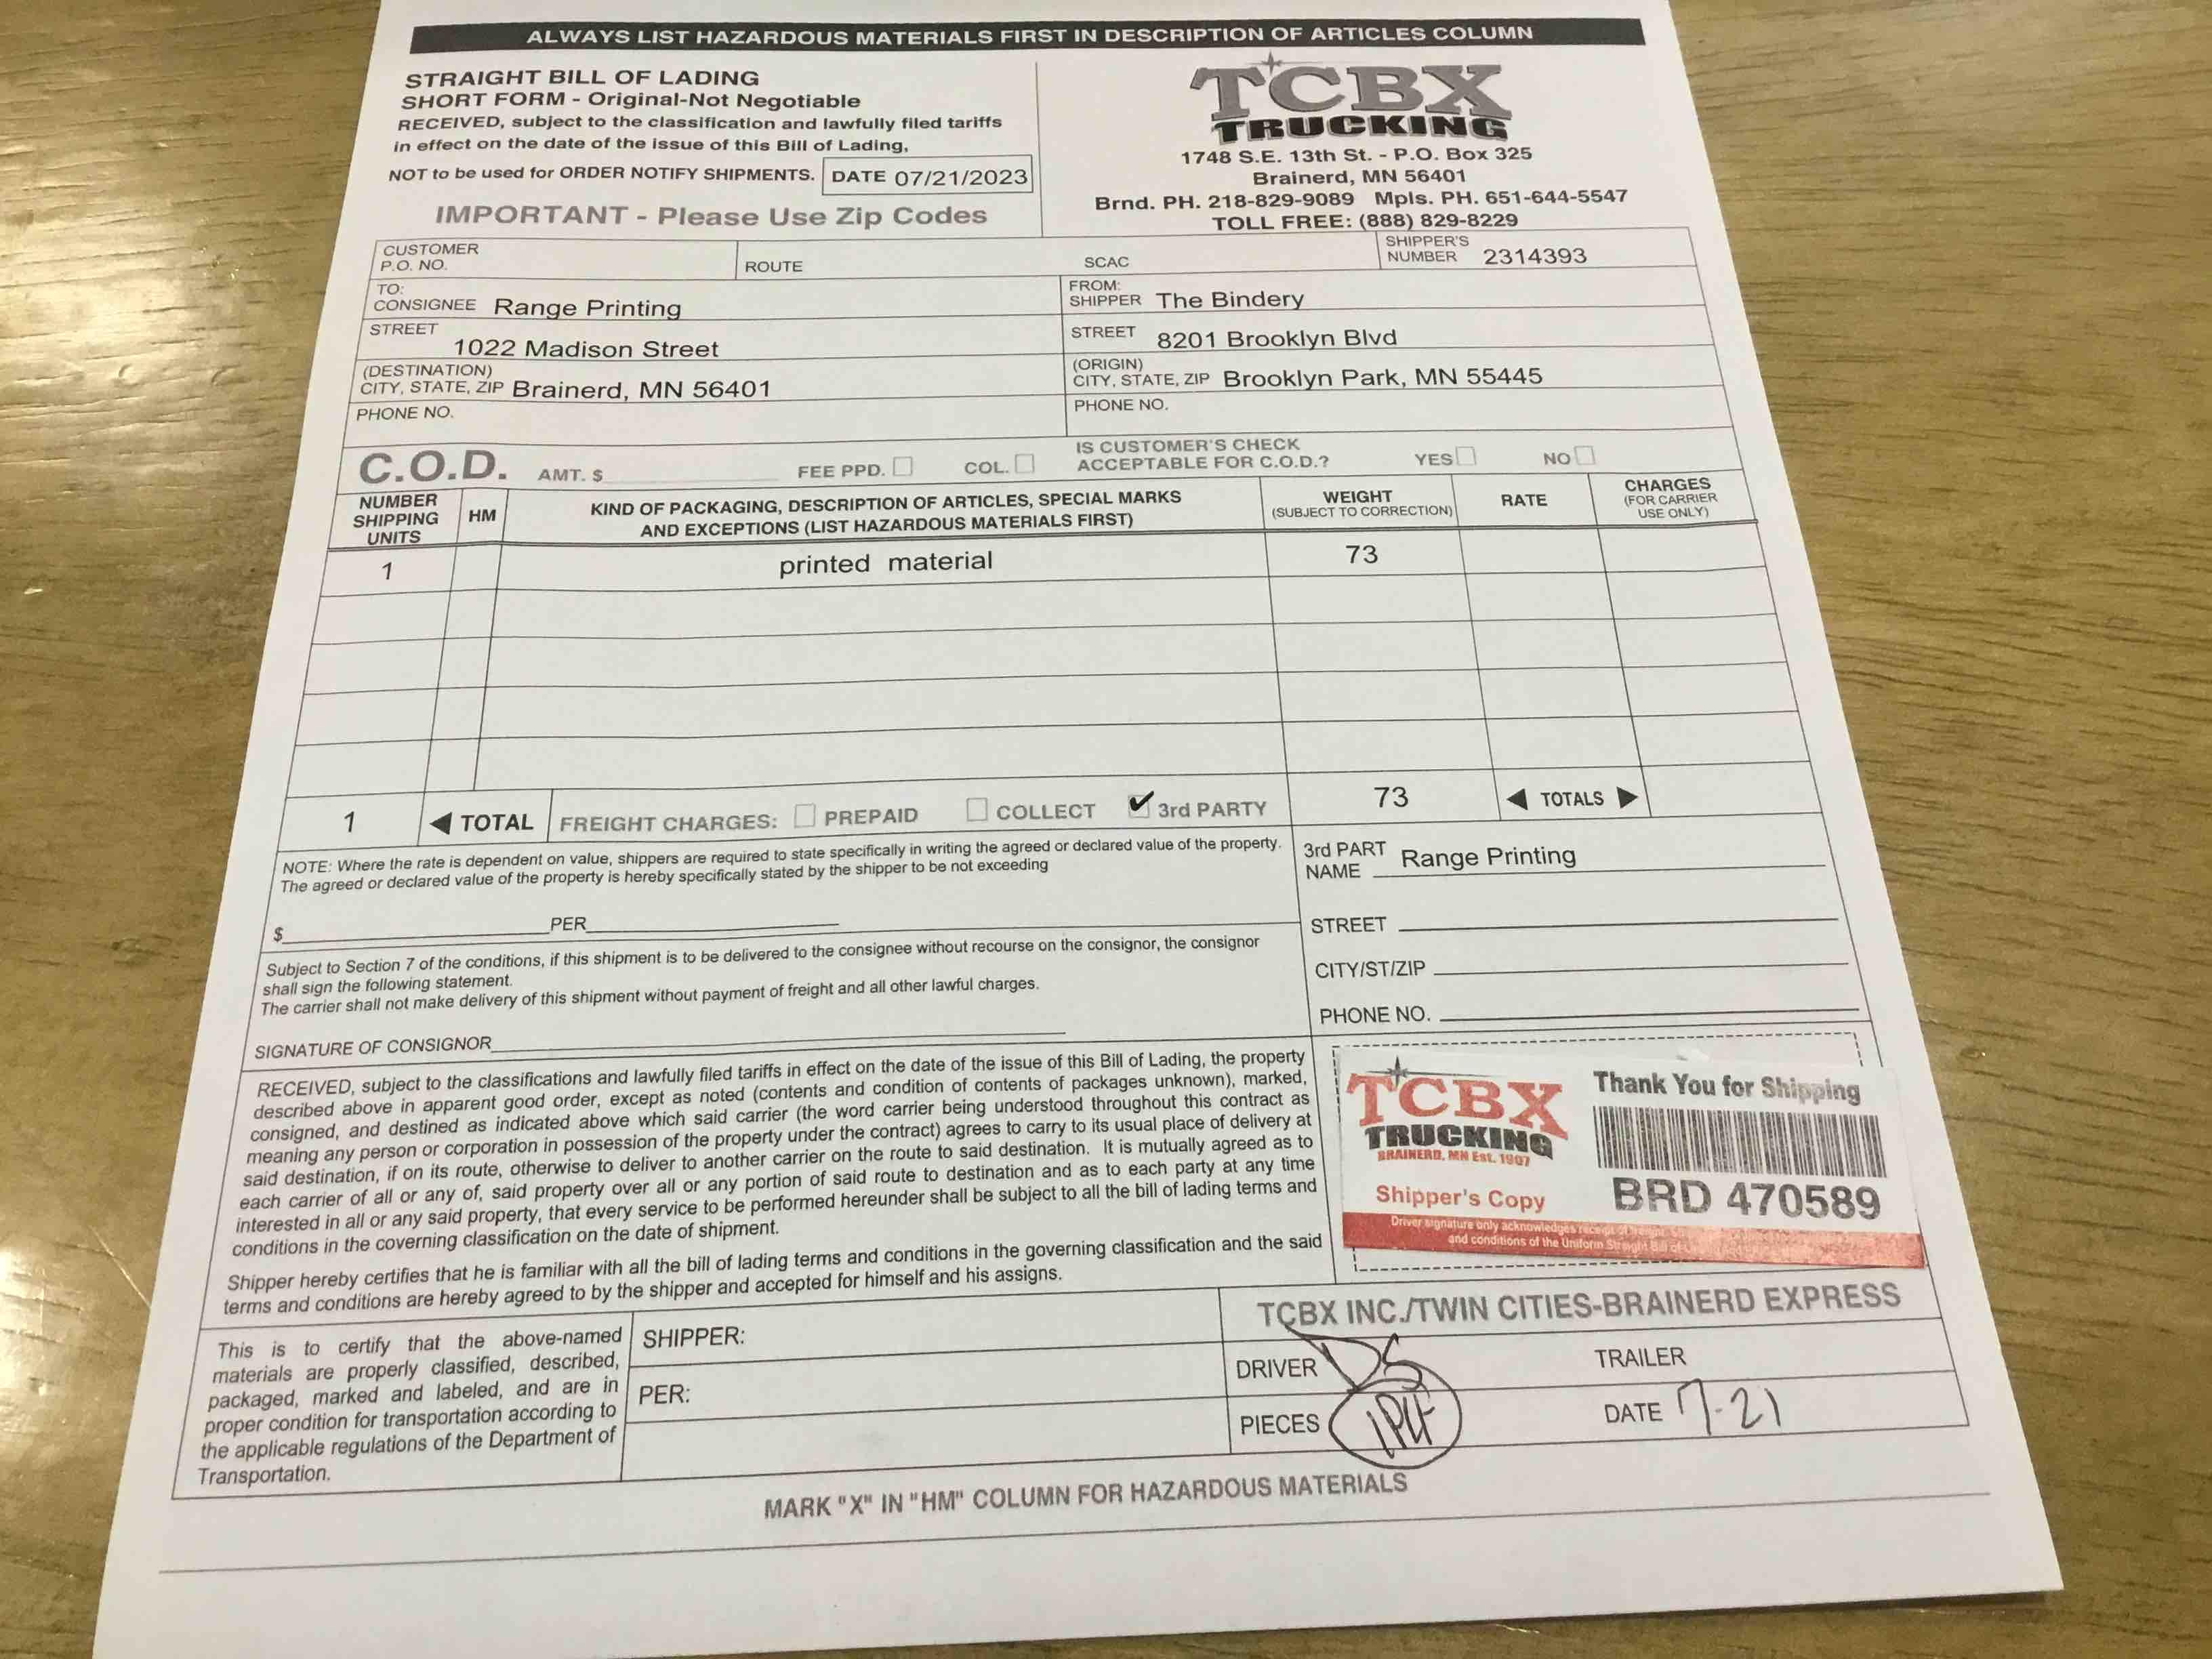 ALWAYS LIST HAZARDOUS MATERIALS FIRST IN DESCRIPTION OF ARTICLES COLUMN
STRAIGHT BILL OF LADING
SHORT FORM - Original-Not Negotiable
RECEIVED, subject to the classification and lawfully filed tariffs
in effect on the date of the issue of this Bill of Lading,
NOT to be used for ORDER NOTIFY SHIPMENTS. DATE 07/21/2023
IMPORTANT - Please Use Zip Codes
TCBX
TRUCKING
1748 S.E. 13th St. - P.O. Box 325
Brainerd, MN 56401
Brnd. PH. 218-829-9089 Mpls. PH. 651-644-5547
TOLL FREE: (888) 829-8229
CUSTOMER
P.O. NO.
ROUTE
SCAC
SHIPPER'S
NUMBER 2314393
TO:
CONSIGNEE Range Printing
STREET
1022 Madison Street
(DESTINATION)
CITY, STATE, ZIP Brainerd, MN 56401
PHONE NO.
FROM:
SHIPPER The Bindery
STREET 8201 Brooklyn Blvd
(ORIGIN)
CITY, STATE, ZIP Brooklyn Park, MN 55445
PHONE NO.
C.O.D. AMT. $ FEE PPD. COL.
IS CUSTOMER'S CHECK
ACCEPTABLE FOR C.O.D.? YES NO
NUMBER
SHIPPING
UNITS
HM
KIND OF PACKAGING, DESCRIPTION OF ARTICLES, SPECIAL MARKS
AND EXCEPTIONS (LIST HAZARDOUS MATERIALS FIRST)
WEIGHT
(SUBJECT TO CORRECTION)
RATE
CHARGES
(FOR CARRIER
USE ONLY)
1 printed material 73
1 ◀ TOTAL FREIGHT CHARGES: PREPAID COLLECT ✔ 3rd PARTY 73 ◀ TOTALS ▶
NOTE: Where the rate is dependent on value, shippers are required to state specifically in writing the agreed or declared value of the property.
The agreed or declared value of the property is hereby specifically stated by the shipper to be not exceeding
$ PER
Subject to Section 7 of the conditions, if this shipment is to be delivered to the consignee without recourse on the consignor, the consignor
shall sign the following statement.
The carrier shall not make delivery of this shipment without payment of freight and all other lawful charges.
SIGNATURE OF CONSIGNOR
3rd PART
NAME Range Printing
STREET
CITY/ST/ZIP
PHONE NO.
RECEIVED, subject to the classifications and lawfully filed tariffs in effect on the date of the issue of this Bill of Lading, the property
described above in apparent good order, except as noted (contents and condition of contents of packages unknown), marked,
consigned, and destined as indicated above which said carrier (the word carrier being understood throughout this contract as
meaning any person or corporation in possession of the property under the contract) agrees to carry to its usual place of delivery at
said destination, if on its route, otherwise to deliver to another carrier on the route to said destination. It is mutually agreed as to
each carrier of all or any of, said property over all or any portion of said route to destination and as to each party at any time
interested in all or any said property, that every service to be performed hereunder shall be subject to all the bill of lading terms and
conditions in the coverning classification on the date of shipment.
Shipper hereby certifies that he is familiar with all the bill of lading terms and conditions in the governing classification and the said
terms and conditions are hereby agreed to by the shipper and accepted for himself and his assigns.
TCBX
TRUCKING
BRAINERD, MN Est. 1907
Shipper's Copy
Thank You for Shipping
BRD 470589
Driver signature only acknowledges receipt of freight
and conditions of the Uniform Straight Bill of
This is to certify that the above-named
materials are properly classified, described,
packaged, marked and labeled, and are in
proper condition for transportation according to
the applicable regulations of the Department of
Transportation.
SHIPPER:
PER:
TCBX INC./TWIN CITIES-BRAINERD EXPRESS
DRIVER DS TRAILER
PIECES 1PLT DATE 7-21
MARK "X" IN "HM" COLUMN FOR HAZARDOUS MATERIALS